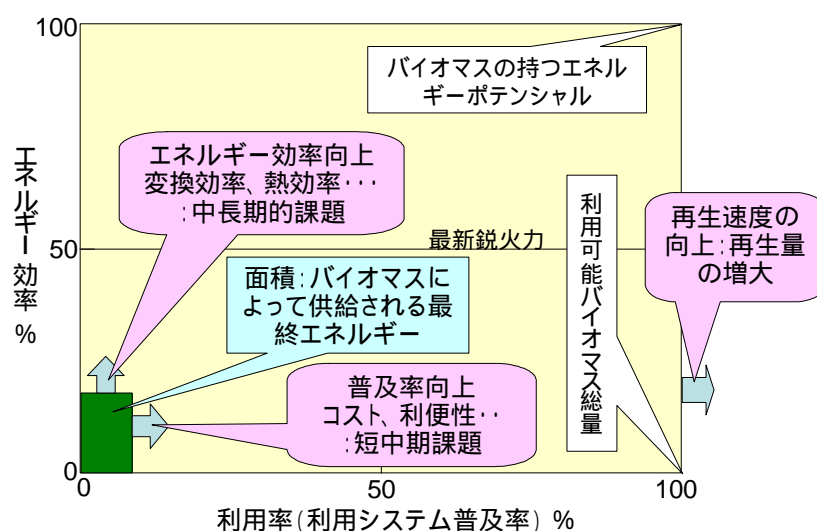 100
バイオマスの持つエネル
ギーポテンシャル
エネルギー効率向上
変換効率、熱効率・・・
:中長期的課題
エネルギー効率 %
利用可能バイオマス総量
再生速度の
向上:再生量
の増大
最新鋭火力
50
面積:バイオマスに
よって供給される最
終エネルギー
普及率向上
コスト、利便性・・
:短中期課題
0
0
50
100
利用率(利用システム普及率) %